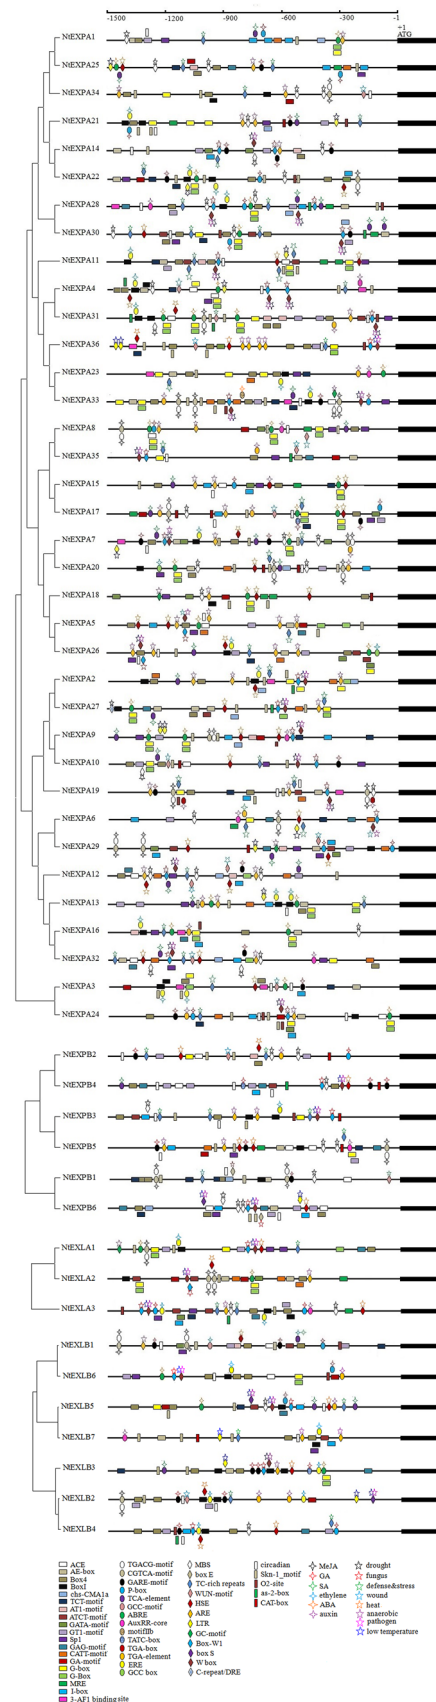 -1500 -1200 -900 -600 -300 +1
ATG
NtEXPA1
NtEXPA25
NtEXPA34
NtEXPA21
NtEXPA14
NtEXPA22
NtEXPA28
NtEXPA30
NtEXPA11
NtEXPA4
NtEXPA31
NtEXPA36
NtEXPA23
NtEXPA33
NtEXPA8
NtEXPA35
NtEXPA15
NtEXPA17
NtEXPA7
NtEXPA20
NtEXPA18
NtEXPA5
NtEXPA26
NtEXPA2
NtEXPA27
NtEXPA9
NtEXPA10
NtEXPA19
NtEXPA6
NtEXPA29
NtEXPA12
NtEXPA13
NtEXPA16
NtEXPA32
NtEXPA3
NtEXPA24
NtEXPB2
NtEXPB4
NtEXPB3
NtEXPB5
NtEXPB1
NtEXPB6
NtEXLA1
NtEXLA2
NtEXLA3
NtEXLB1
NtEXLB6
NtEXLB5
NtEXLB7
NtEXLB3
NtEXLB2
NtEXLB4
ACE
AE-box
Box4
BoxI
chs-CMA1a
TCT-motif
AT1-motif
ATCT-motif
GATA-motif
GT1-motif
Sp1
GAG-motif
CATT-motif
GA-motif
G-box
G-Box
MRE
I-box
3-AF1 binding site
TGACG-motif
CGTCA-motif
GARE-motif
P-box
TCA-element
GCC-motif
ABRE
AuxRR-core
motifIIb
TATC-box
TGA-box
TGA-element
ERE
GCC box
MBS
box E
TC-rich repeats
WUN-motif
HSE
ARE
LTR
GC-motif
Box-W1
box S
W box
C-repeat/DRE
circadian
Skn-1_motif
O2-site
as-2-box
CAT-box
MeJA
GA
SA
ethylene
ABA
auxin
drought
fungus
defense&stress
wound
heat
anaerobic
pathogen
low temperature